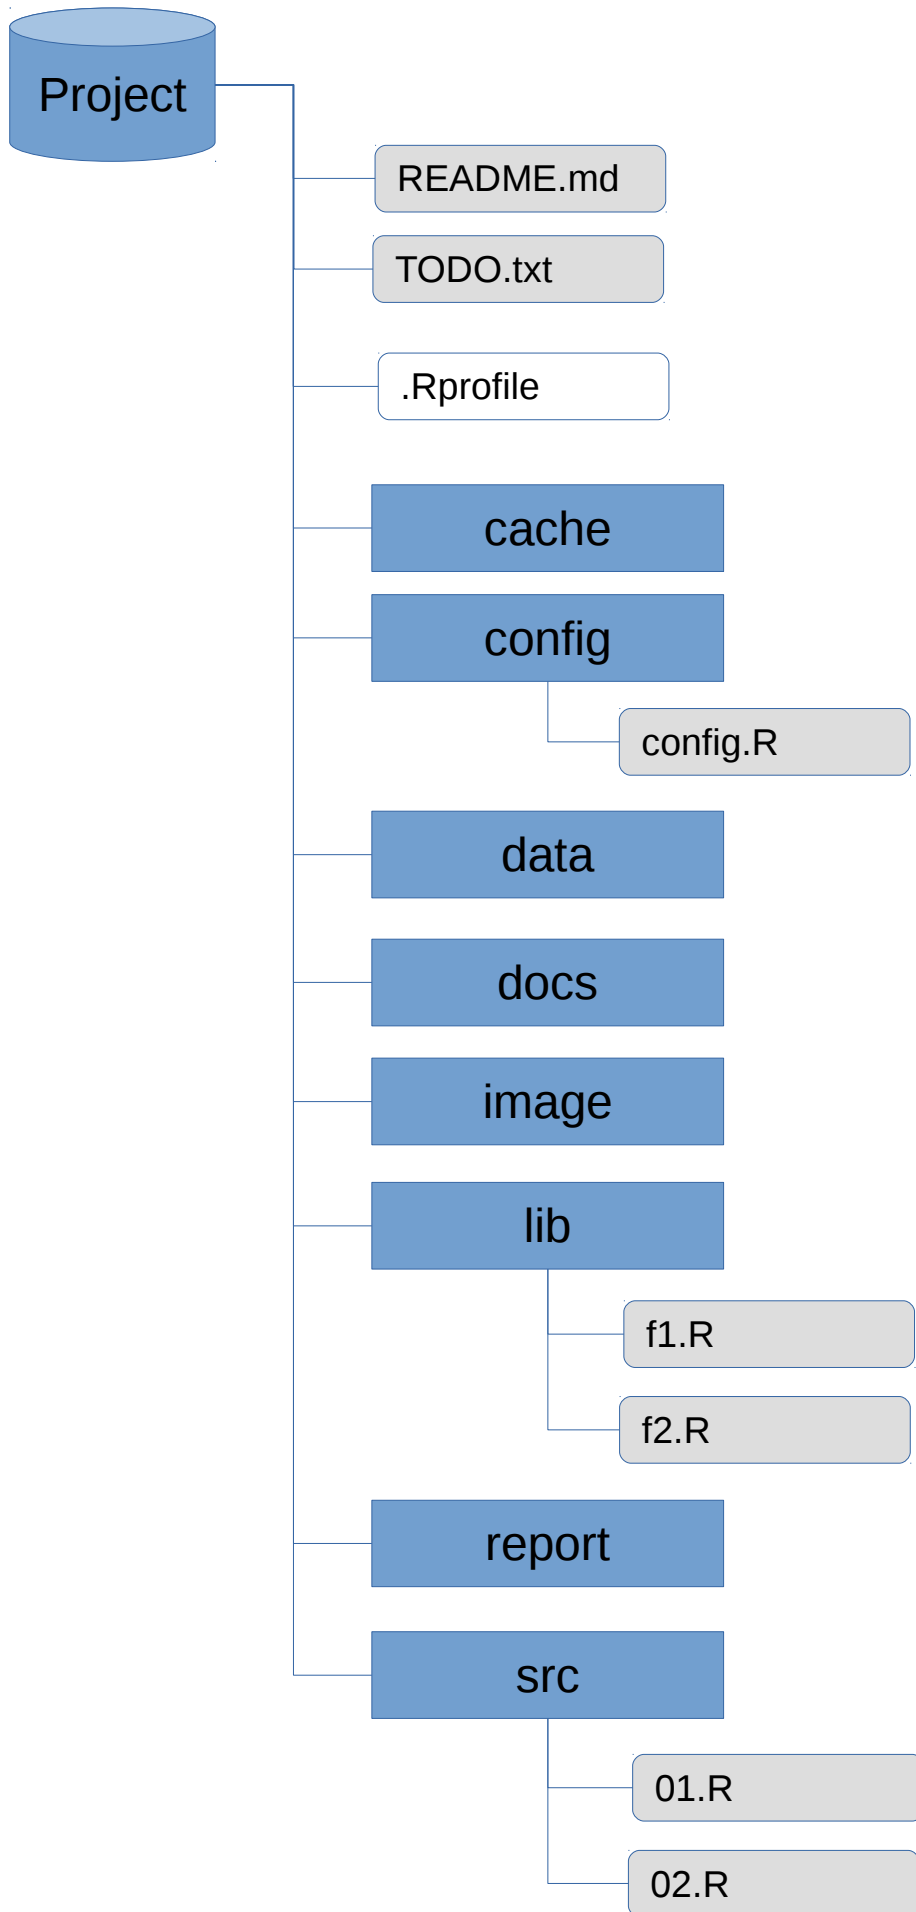 Project
README.md
TODO.txt
.Rprofile
cache
config
config.R
data
docs
image
lib
f1.R
f2.R
report
src
01.R
02.R